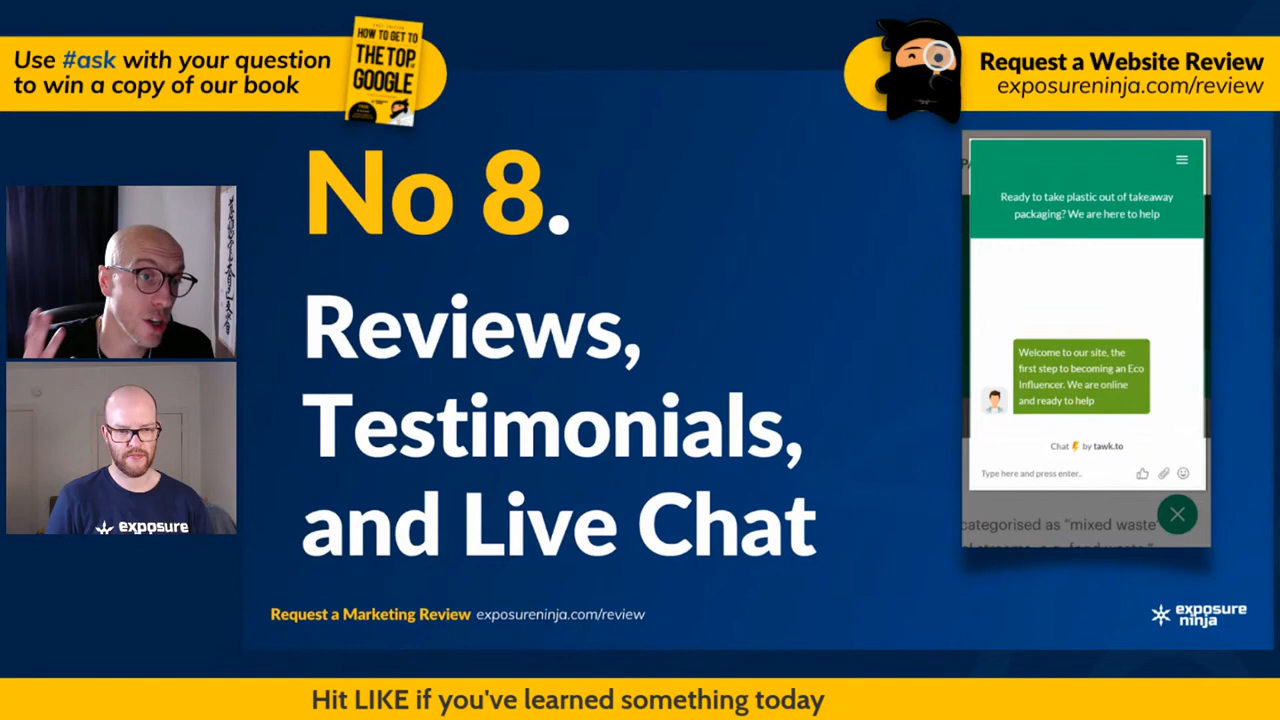 Use #ask with your question
to win a copy of our book
HOW TO GET TO
THE TOP
GOOGLE
Request a Website Review
exposureninja.com/review
No 8.
Reviews,
Testimonials,
and Live Chat
Ready to take plastic out of takeaway
packaging? We are here to help
Welcome to our site, the
first step to becoming an Eco
Influencer. We are online
and ready to help
Chat ⚡ by tawk.to
Type here and press enter..
categorised as “mixed waste”
exposure
Request a Marketing Review exposureninja.com/review
exposure
ninja
Hit LIKE if you've learned something today